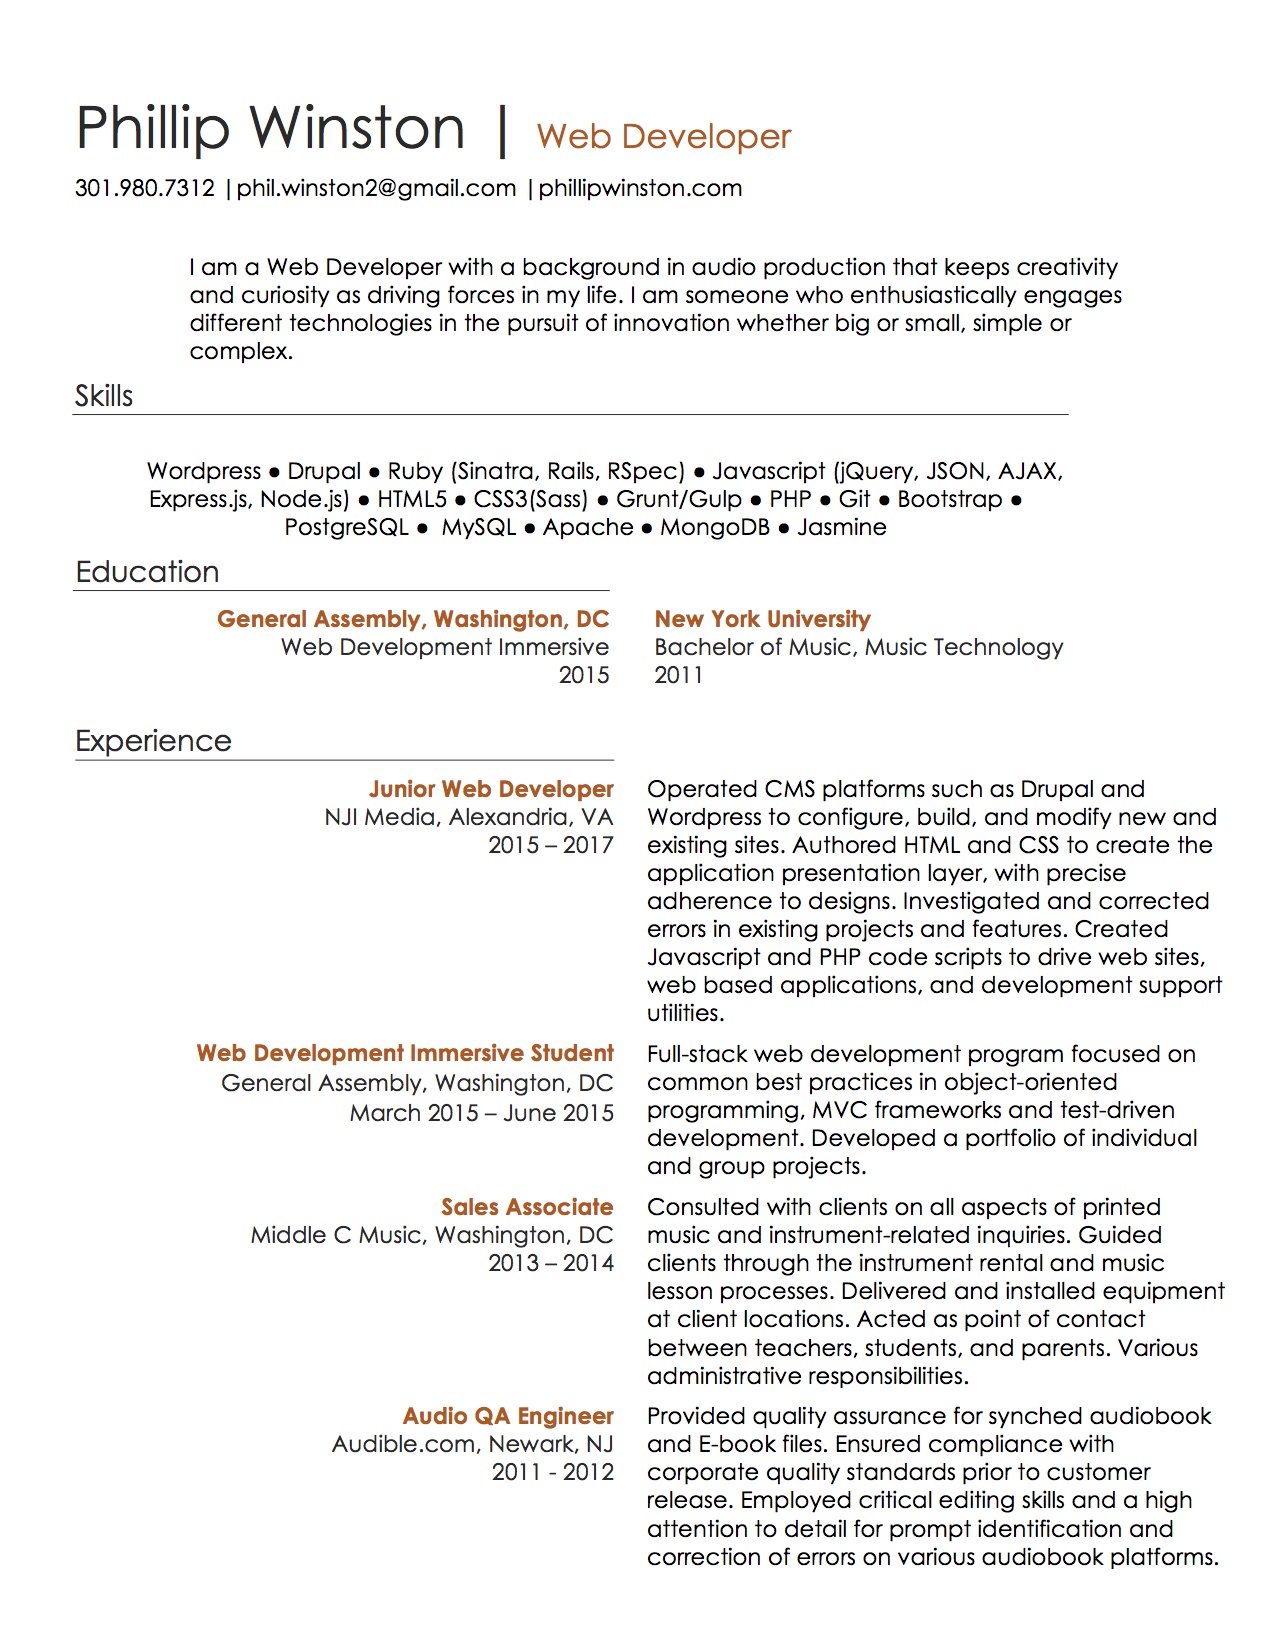 Phillip Winston | Web Developer
301.980.7312 |phil.winston2@gmail.com |phillipwinston.com
I am a Web Developer with a background in audio production that keeps creativity
and curiosity as driving forces in my life. I am someone who enthusiastically engages
different technologies in the pursuit of innovation whether big or small, simple or
complex.
Skills
Wordpress ● Drupal ● Ruby (Sinatra, Rails, RSpec) ● Javascript (jQuery, JSON, AJAX,
Express.js, Node.js) ● HTML5 ● CSS3(Sass) ● Grunt/Gulp ● PHP ● Git ● Bootstrap ●
PostgreSQL ● MySQL ● Apache ● MongoDB ● Jasmine
Education
General Assembly, Washington, DC
Web Development Immersive
2015
New York University
Bachelor of Music, Music Technology
2011
Experience
Junior Web Developer
NJI Media, Alexandria, VA
2015 – 2017
Operated CMS platforms such as Drupal and
Wordpress to configure, build, and modify new and
existing sites. Authored HTML and CSS to create the
application presentation layer, with precise
adherence to designs. Investigated and corrected
errors in existing projects and features. Created
Javascript and PHP code scripts to drive web sites,
web based applications, and development support
utilities.
Web Development Immersive Student
General Assembly, Washington, DC
March 2015 – June 2015
Full-stack web development program focused on
common best practices in object-oriented
programming, MVC frameworks and test-driven
development. Developed a portfolio of individual
and group projects.
Sales Associate
Middle C Music, Washington, DC
2013 – 2014
Consulted with clients on all aspects of printed
music and instrument-related inquiries. Guided
clients through the instrument rental and music
lesson processes. Delivered and installed equipment
at client locations. Acted as point of contact
between teachers, students, and parents. Various
administrative responsibilities.
Audio QA Engineer
Audible.com, Newark, NJ
2011 - 2012
Provided quality assurance for synched audiobook
and E-book files. Ensured compliance with
corporate quality standards prior to customer
release. Employed critical editing skills and a high
attention to detail for prompt identification and
correction of errors on various audiobook platforms.